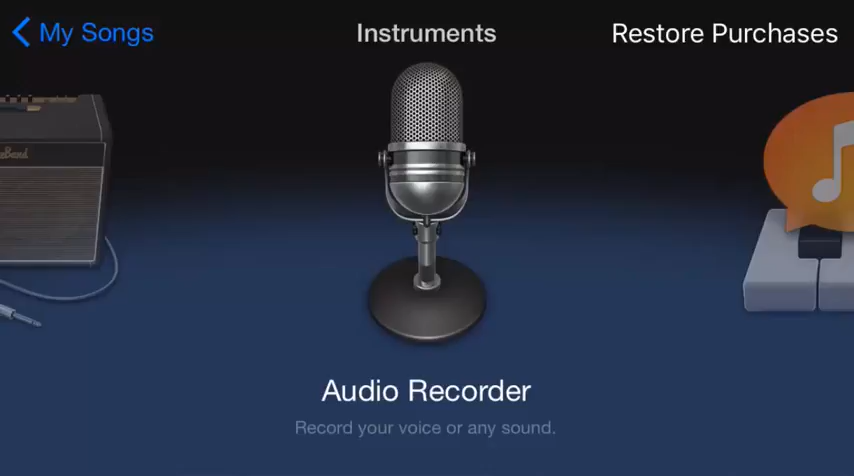 My Songs
Instruments
Restore Purchases
Audio Recorder
Record your voice or any sound.